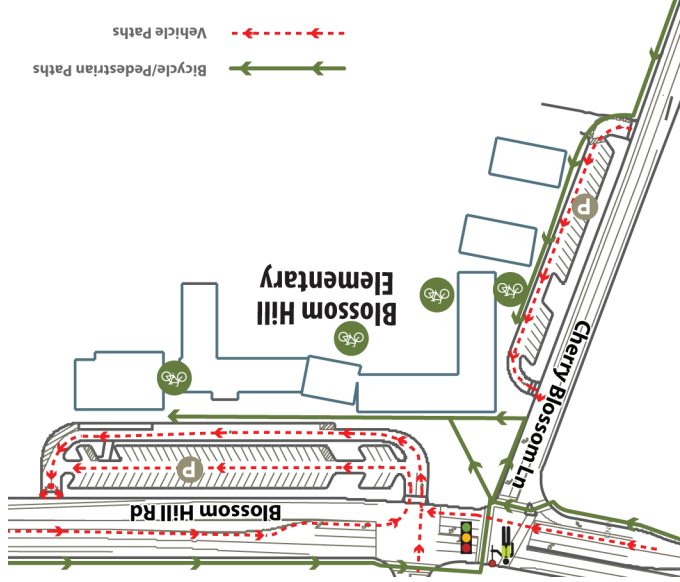 Vehicle Paths
Bicycle/Pedestrian Paths
P
Blossom Hill
Elementary
Cherry Blossom Ln
P
Blossom Hill Rd